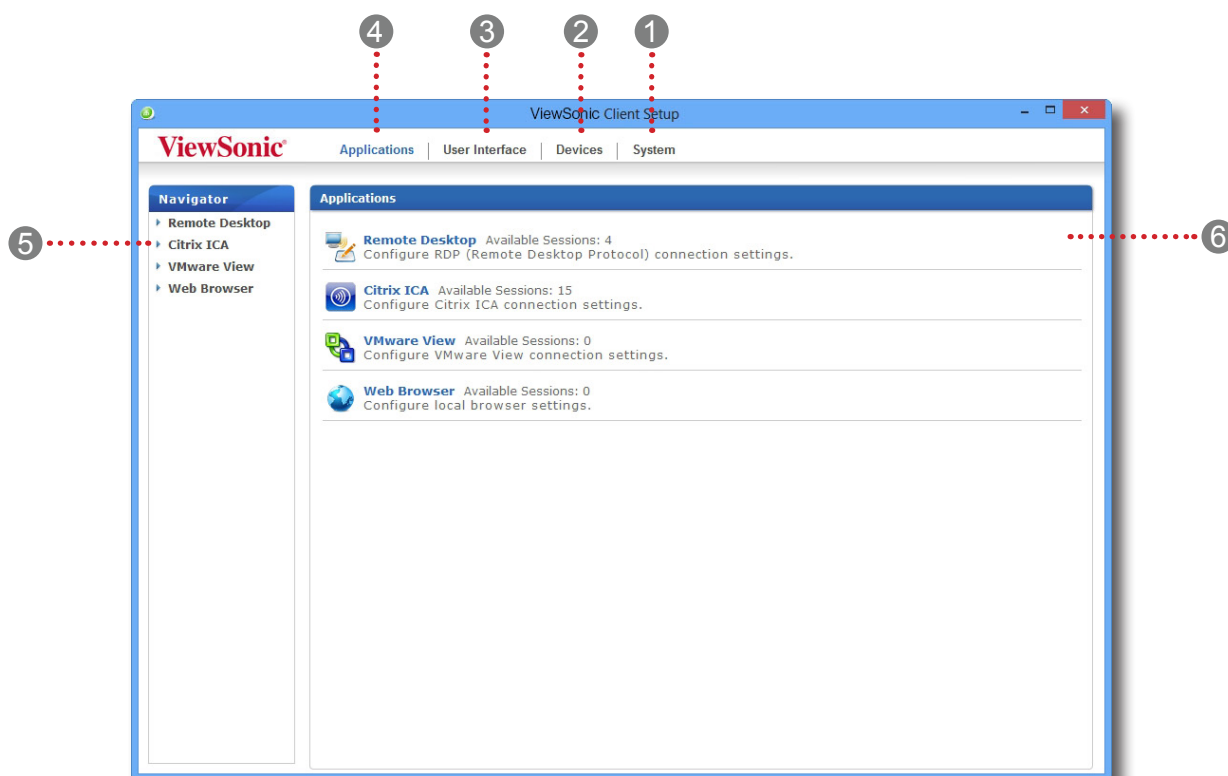 4 3 2 1
ViewSonic Client Setup
ViewSonic® Applications User Interface Devices System
Navigator
Remote Desktop
Citrix ICA
VMware View
Web Browser
5
Applications
Remote Desktop Available Sessions: 4
Configure RDP (Remote Desktop Protocol) connection settings.
Citrix ICA Available Sessions: 15
Configure Citrix ICA connection settings.
VMware View Available Sessions: 0
Configure VMware View connection settings.
Web Browser Available Sessions: 0
Configure local browser settings.
6